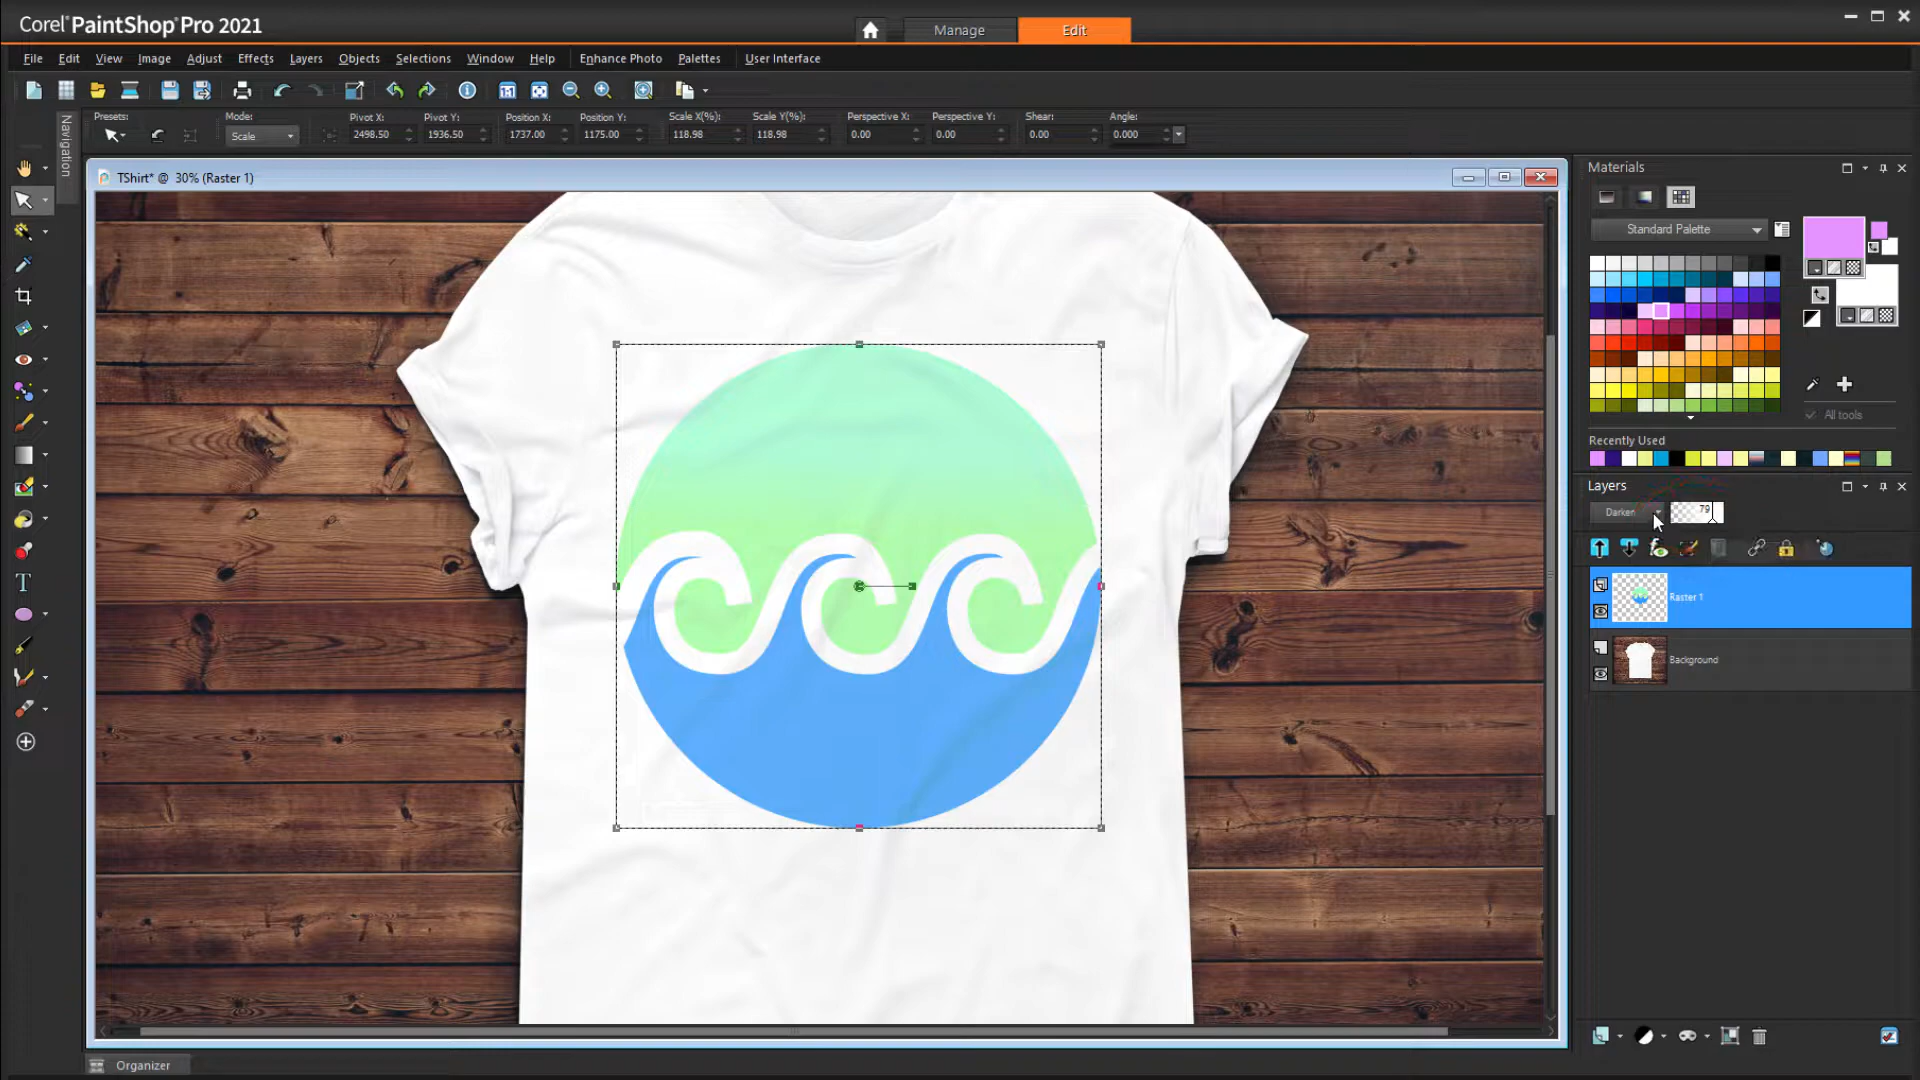 Corel PaintShop Pro 2021
Manage
Edit
File Edit View Image Adjust Effects Layers Objects Selections Window Help Enhance Photo Palettes User Interface
Presets: Mode: Pivot X: Pivot Y: Position X: Position Y: Scale X(%): Scale Y(%): Perspective X: Perspective Y: Shear: Angle:
Scale 2498.50 1936.50 1737.00 1175.00 118.98 118.98 0.00 0.00 0.00 0.000
Navigation
TShirt* @ 30% (Raster 1)
Materials
Standard Palette
All tools
Recently Used
Layers
Darken 79
Raster 1
Background
Organizer